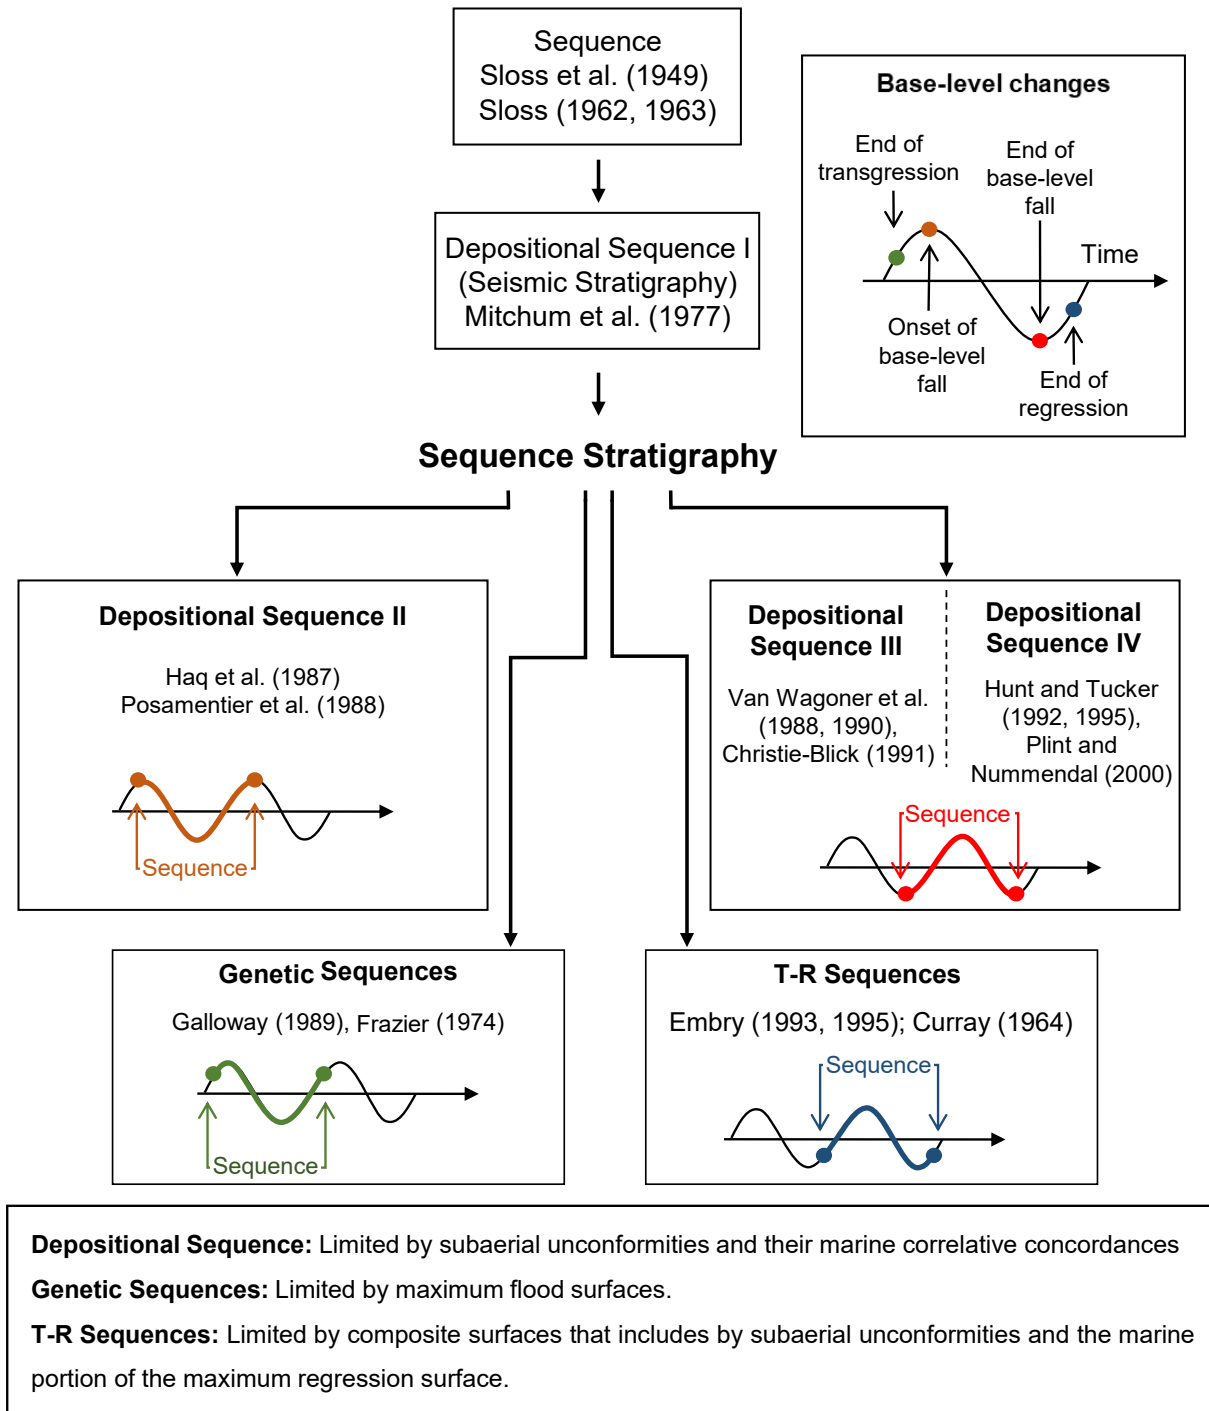 Sequence
Sloss et al. (1949)
Sloss (1962, 1963)
Base-level changes
End of
transgression
End of
base-level
fall
Time
Onset of
base-level
fall
End of
regression
Depositional Sequence I
(Seismic Stratigraphy)
Mitchum et al. (1977)
Sequence Stratigraphy
Depositional Sequence II
Haq et al. (1987)
Posamentier et al. (1988)
Sequence
Depositional
Sequence III
Van Wagoner et al.
(1988, 1990),
Christie-Blick (1991)
Depositional
Sequence IV
Hunt and Tucker
(1992, 1995),
Plint and
Nummendal (2000)
Sequence
Genetic Sequences
Galloway (1989), Frazier (1974)
Sequence
T-R Sequences
Embry (1993, 1995); Curray (1964)
Sequence
Depositional Sequence: Limited by subaerial unconformities and their marine correlative concordances
Genetic Sequences: Limited by maximum flood surfaces.
T-R Sequences: Limited by composite surfaces that includes by subaerial unconformities and the marine
portion of the maximum regression surface.